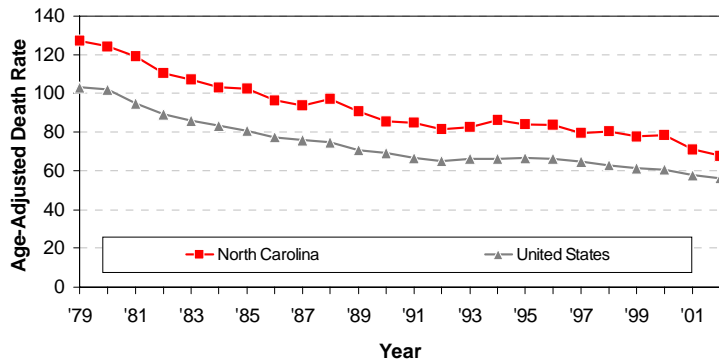 140
120
100
80
60
40
20
0
Age-Adjusted Death Rate
North Carolina United States
'79 '81 '83 '85 '87 '89 '91 '93 '95 '97 '99 '01
Year